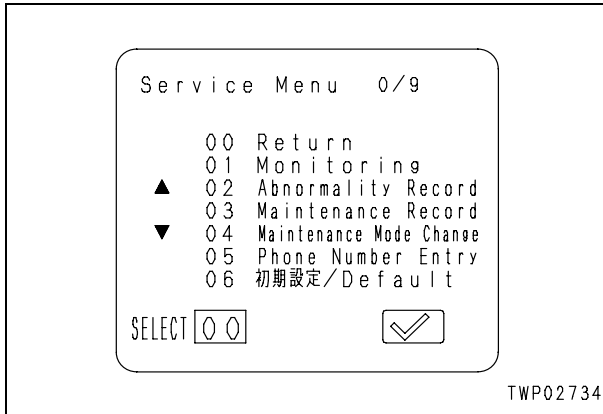 Service Menu 0/9
00 Return
01 Monitoring
▲ 02 Abnormality Record
03 Maintenance Record
▼ 04 Maintenance Mode Change
05 Phone Number Entry
06 初期設定/Default
SELECT 00
TWP02734